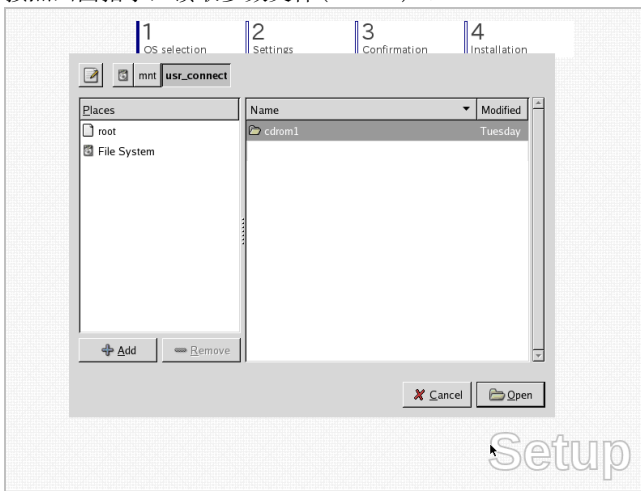 1
OS selection
2
Settings
3
Confirmation
4
Installation
mnt
usr_connect
Places
root
File System
Add
Remove
Name
Modified
cdrom1
Tuesday
Cancel
Open
Setup